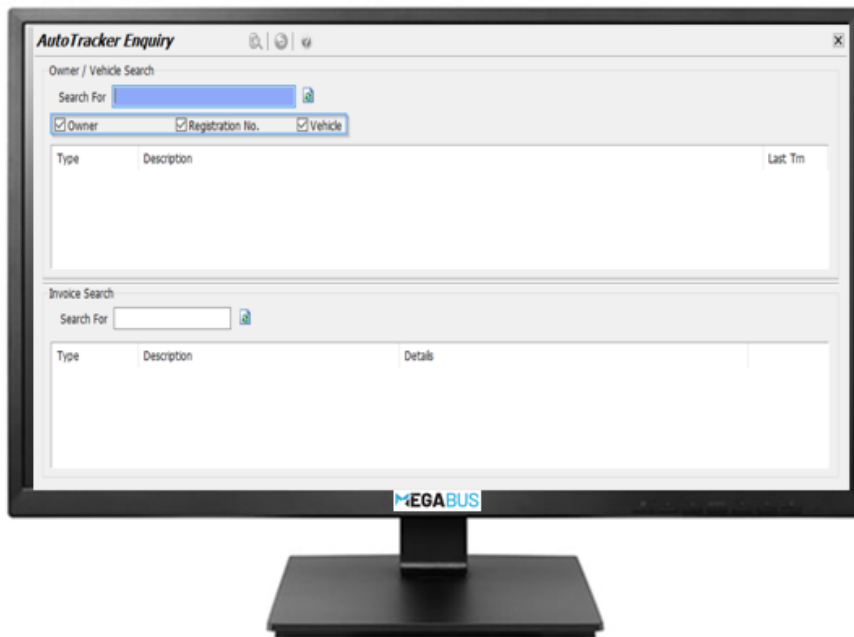 AutoTracker Enquiry
Owner / Vehicle Search
Search For
Owner Registration No. Vehicle
Type Description Last Trn
Invoice Search
Search For
Type Description Details
MEGABUS